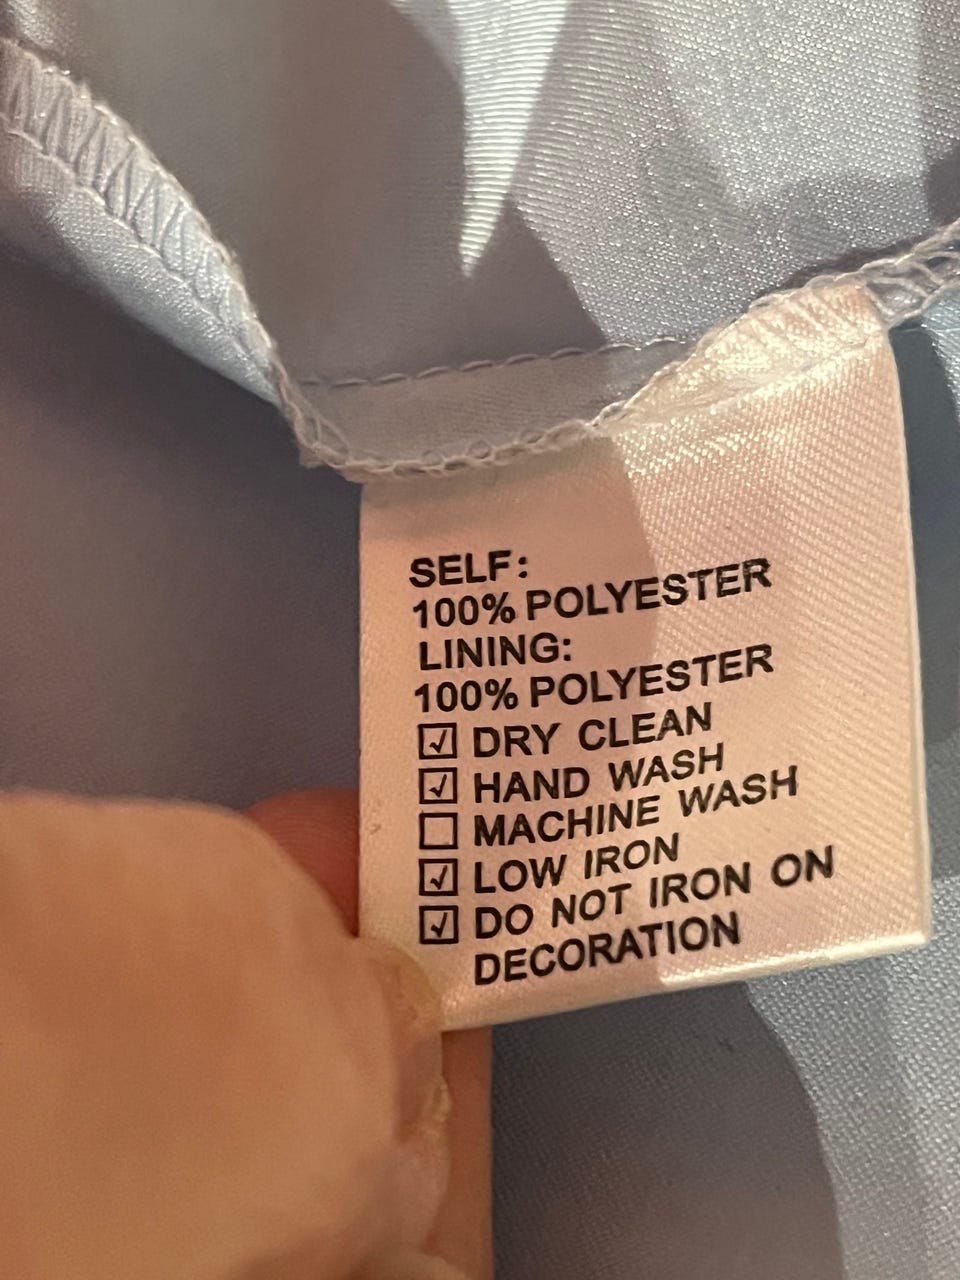 SELF:
100% POLYESTER
LINING:
100% POLYESTER
☑ DRY CLEAN
☑ HAND WASH
☐ MACHINE WASH
☑ LOW IRON
☑ DO NOT IRON ON
DECORATION